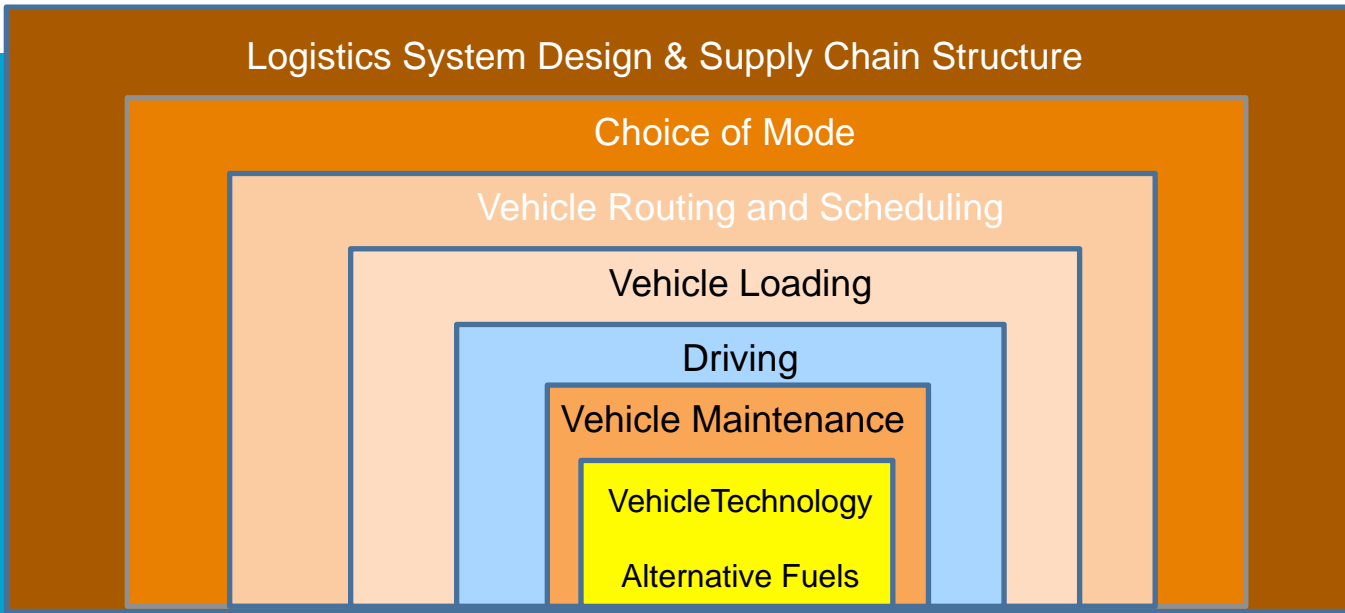 Logistics System Design & Supply Chain Structure
Choice of Mode
Vehicle Routing and Scheduling
Vehicle Loading
Driving
Vehicle Maintenance
VehicleTechnology
Alternative Fuels